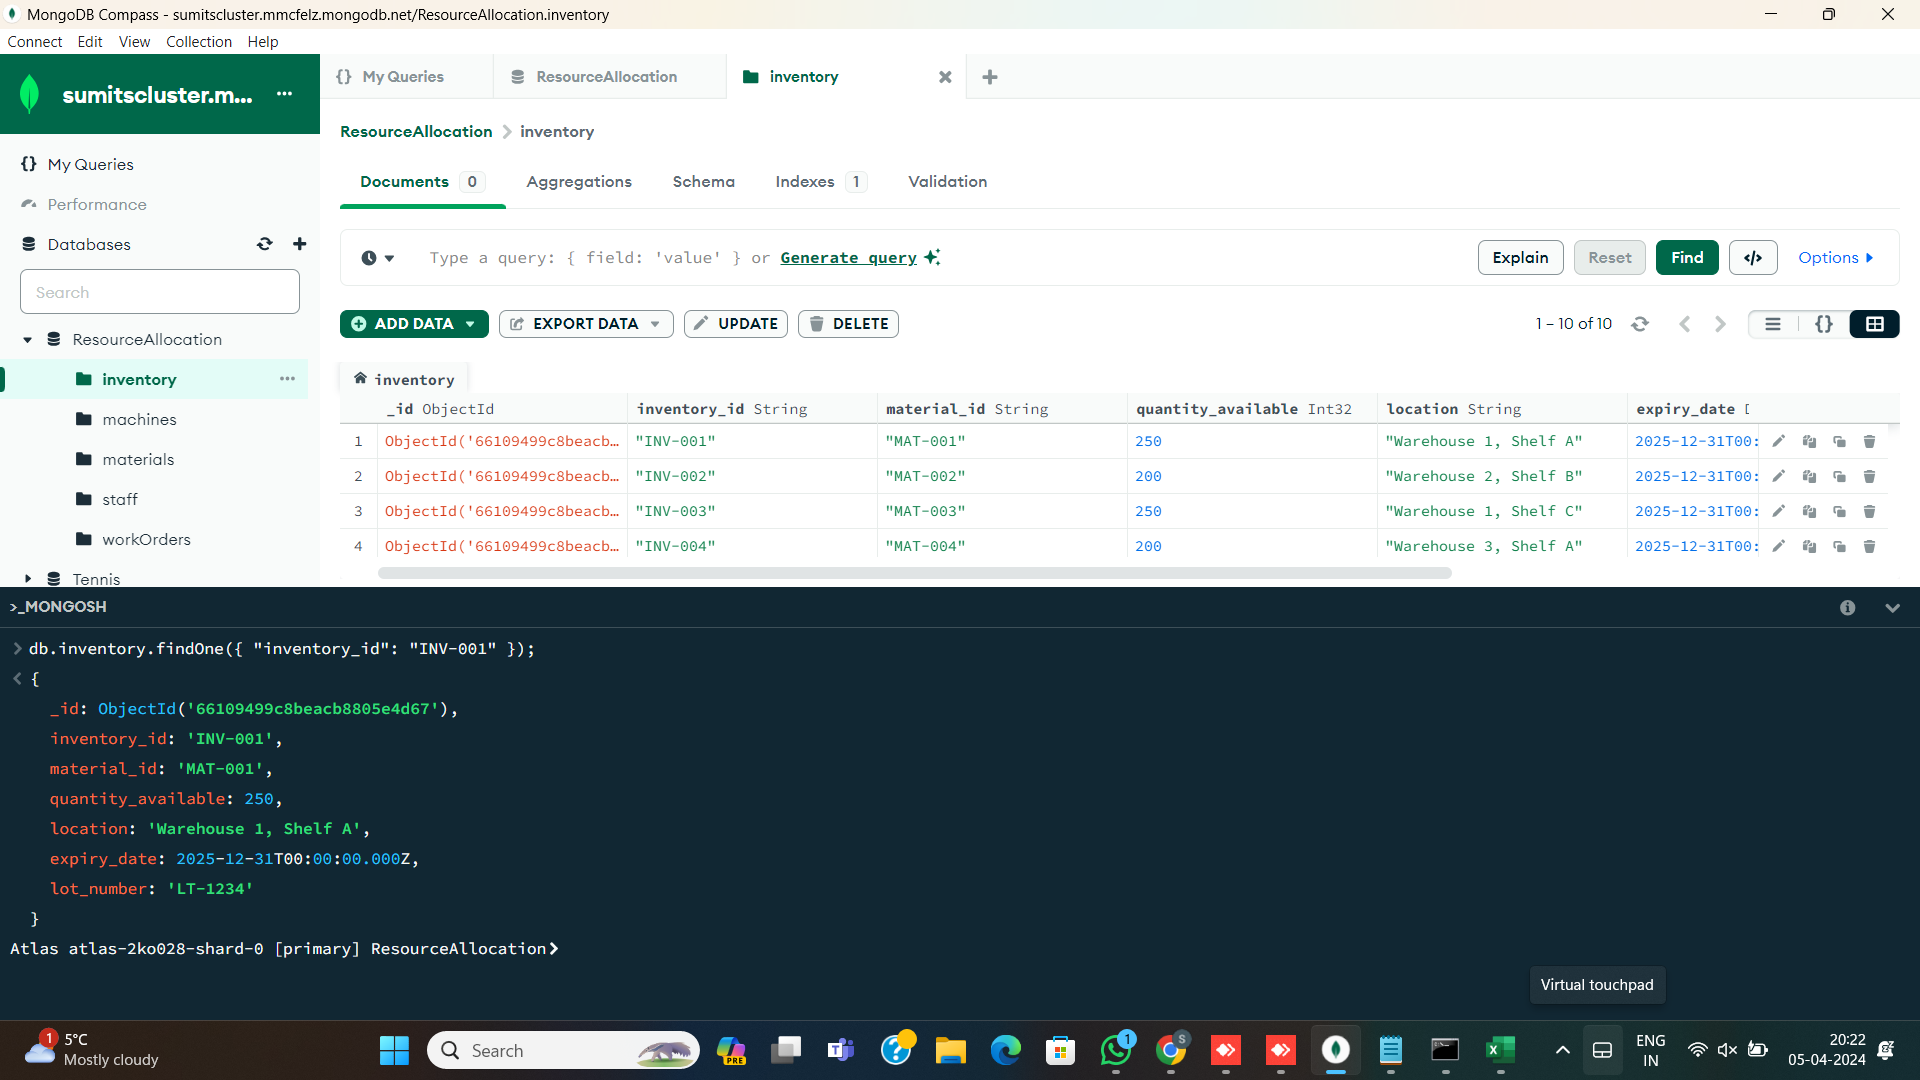 MongoDB Compass - sumitscluster.mmcfelz.mongodb.net/ResourceAllocation.inventory
Connect Edit View Collection Help
sumitscluster.m... ...
{} My Queries
ResourceAllocation
inventory
My Queries
Performance
Databases
Search
ResourceAllocation
inventory ...
machines
materials
staff
workOrders
Tennis
ResourceAllocation > inventory
Documents 0 Aggregations Schema Indexes 1 Validation
Type a query: { field: 'value' } or Generate query
Explain Reset Find </> Options
ADD DATA EXPORT DATA UPDATE DELETE
1 – 10 of 10 {}
inventory
_id ObjectId inventory_id String material_id String quantity_available Int32 location String expiry_date
1 ObjectId('66109499c8beacb… "INV-001" "MAT-001" 250 "Warehouse 1, Shelf A" 2025-12-31T00:
2 ObjectId('66109499c8beacb… "INV-002" "MAT-002" 200 "Warehouse 2, Shelf B" 2025-12-31T00:
3 ObjectId('66109499c8beacb… "INV-003" "MAT-003" 250 "Warehouse 1, Shelf C" 2025-12-31T00:
4 ObjectId('66109499c8beacb… "INV-004" "MAT-004" 200 "Warehouse 3, Shelf A" 2025-12-31T00:
>_MONGOSH
> db.inventory.findOne({ "inventory_id": "INV-001" });
< {
_id: ObjectId('66109499c8beacb8805e4d67'),
inventory_id: 'INV-001',
material_id: 'MAT-001',
quantity_available: 250,
location: 'Warehouse 1, Shelf A',
expiry_date: 2025-12-31T00:00:00.000Z,
lot_number: 'LT-1234'
}
Atlas atlas-2ko028-shard-0 [primary] ResourceAllocation>
Virtual touchpad
1 5°C
Mostly cloudy
Search
PRE
1
S
ENG
IN
20:22
05-04-2024